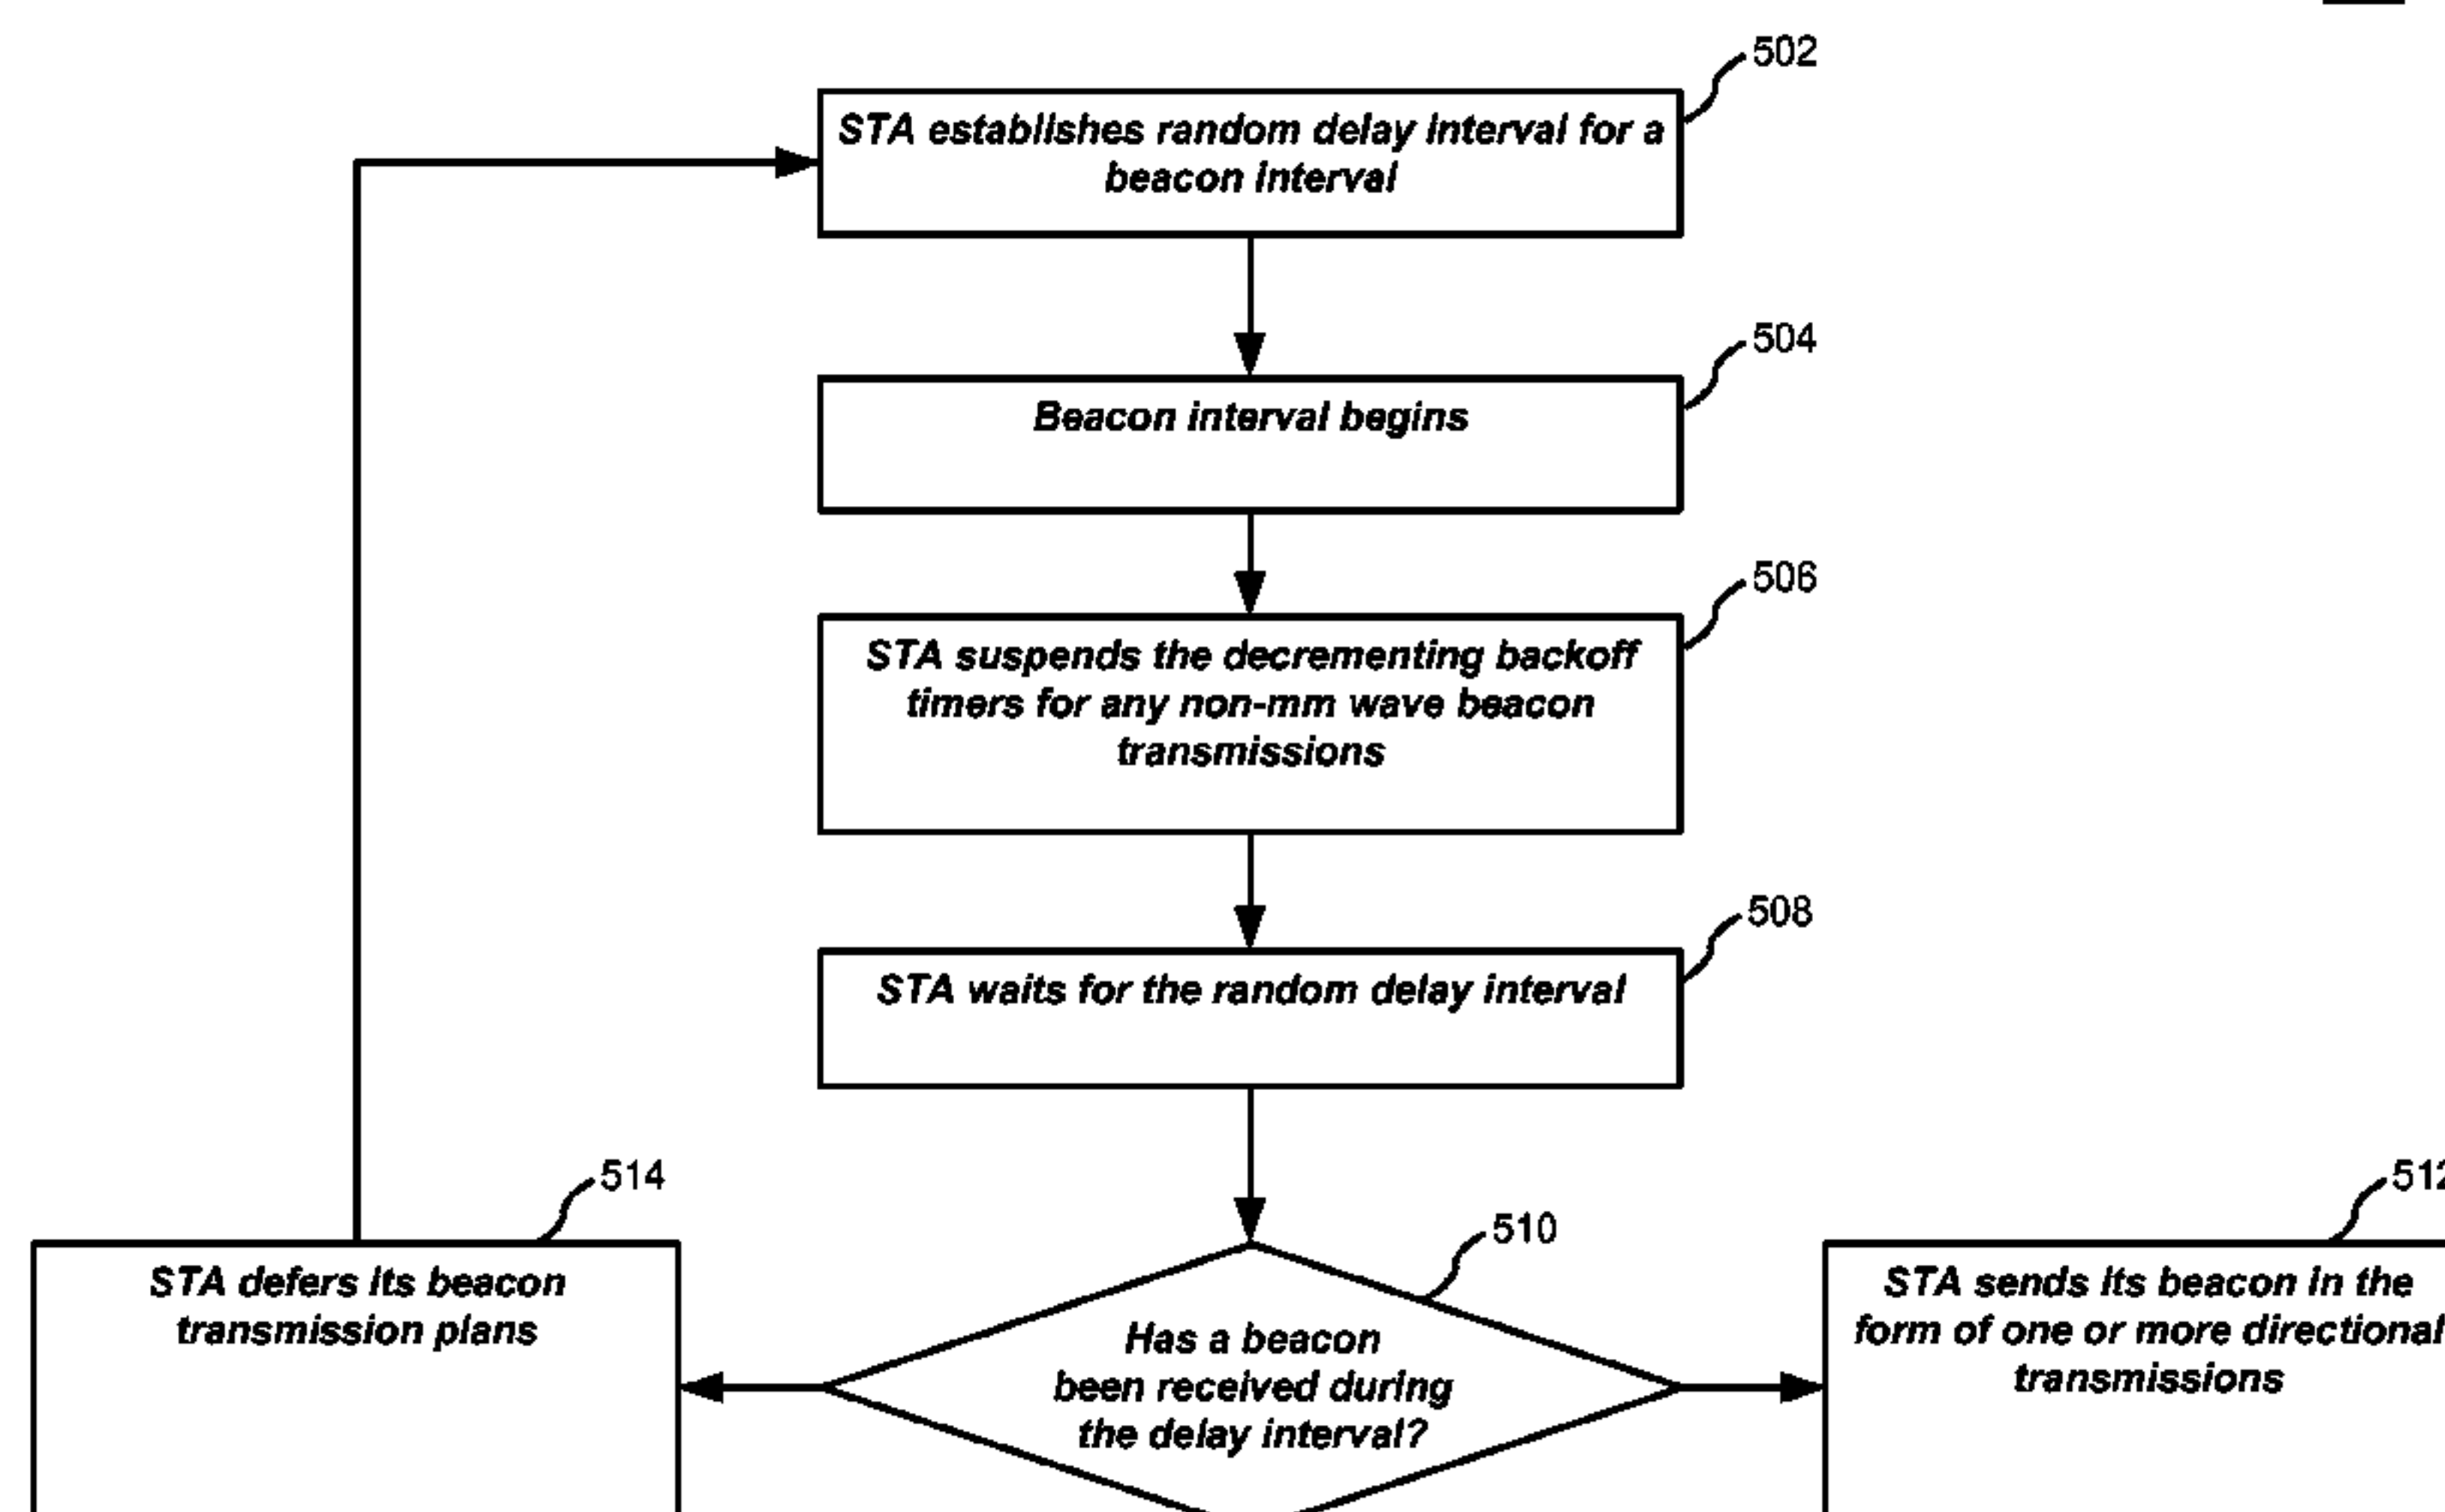 502
STA establishes random delay interval for a
beacon interval
504
Beacon interval begins
506
STA suspends the decrementing backoff
timers for any non-mm wave beacon
transmissions
508
STA waits for the random delay interval
514
STA defers its beacon
transmission plans
510
Has a beacon
been received during
the delay interval?
512
STA sends its beacon in the
form of one or more directional
transmissions